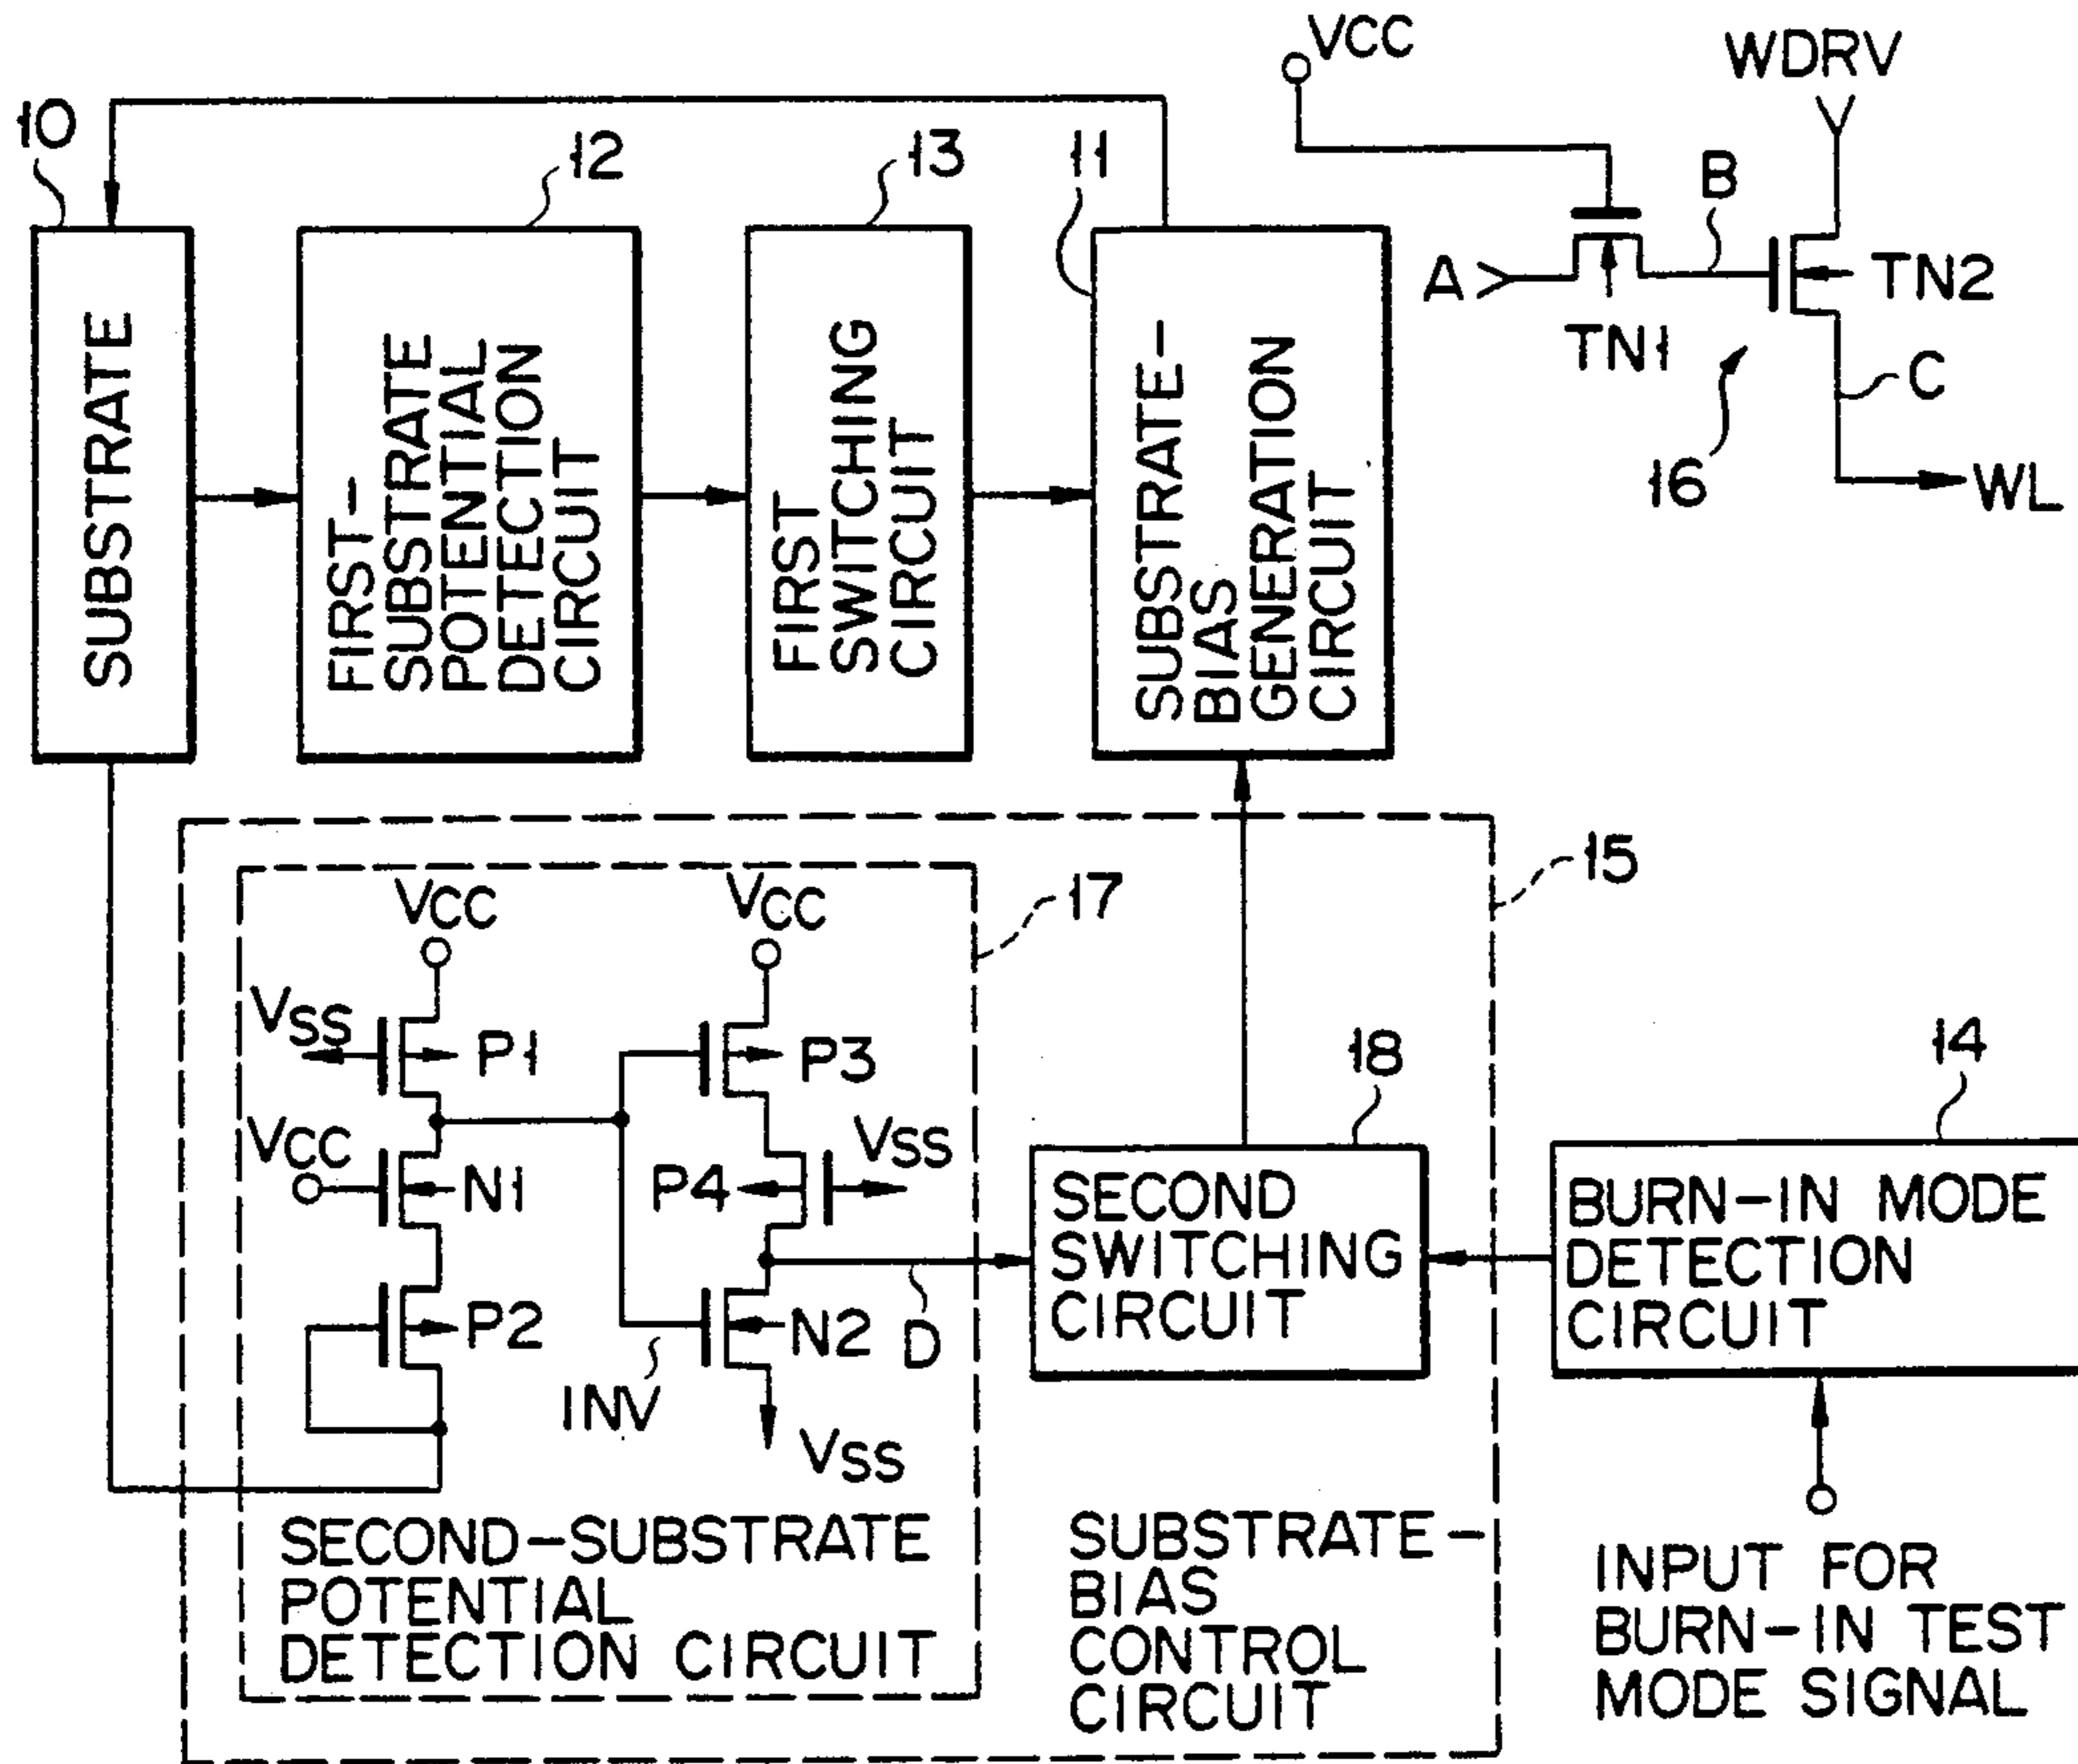 VCC
WDRV
10
12
13
11
B
A
TN1
TN2
C
16
WL
SUBSTRATE
FIRST-
SUBSTRATE
POTENTIAL
DETECTION
CIRCUIT
FIRST
SWITCHING
CIRCUIT
SUBSTRATE-
BIAS
GENERATION
CIRCUIT
15
17
VCC
VCC
VSS
P1
P3
VCC
N1
P4
VSS
P2
N2
INV
D
VSS
18
14
SECOND
SWITCHING
CIRCUIT
BURN-IN MODE
DETECTION
CIRCUIT
SECOND-SUBSTRATE
POTENTIAL
DETECTION CIRCUIT
SUBSTRATE-
BIAS
CONTROL
CIRCUIT
INPUT FOR
BURN-IN TEST
MODE SIGNAL